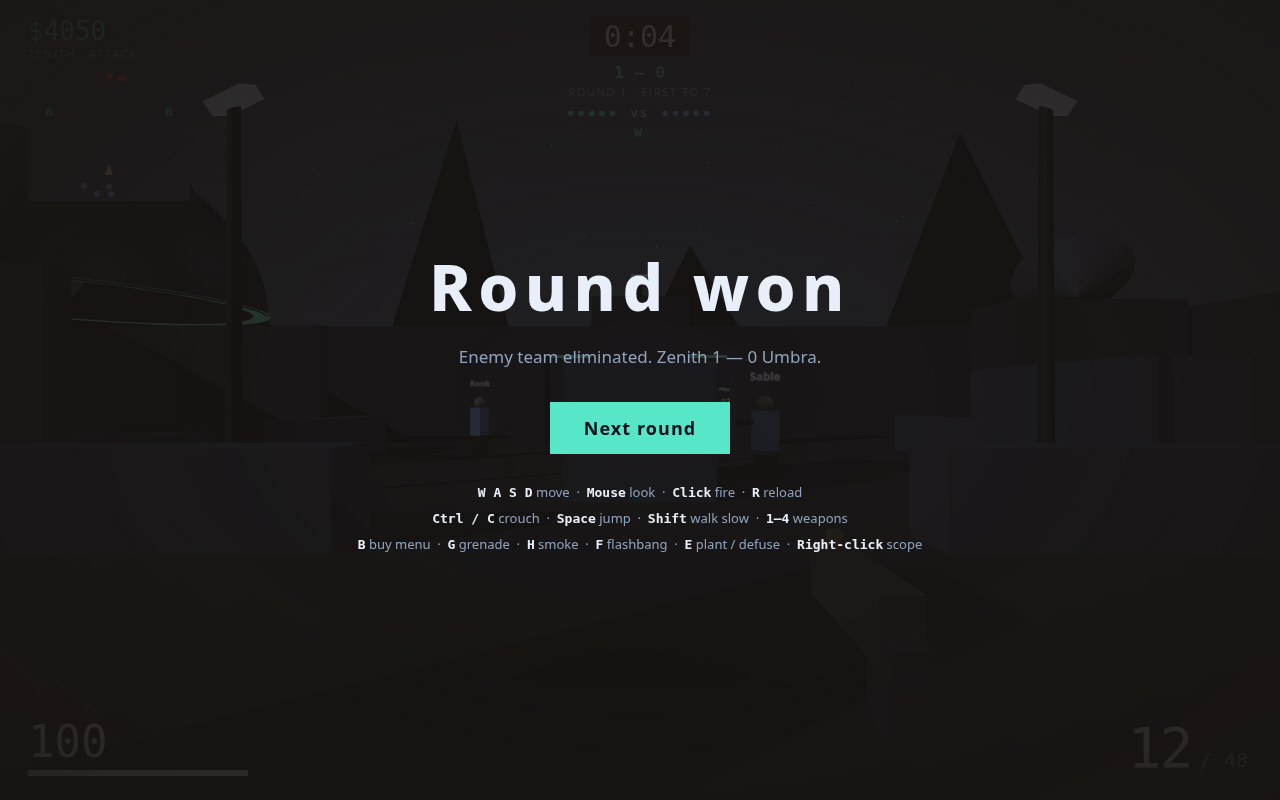 $4050
ZENITH · ATTACK
A B
0:04
1 — 0
ROUND 1 · FIRST TO 7
●●●●● VS ●●●●●
W
Round won
Enemy team eliminated. Zenith 1 — 0 Umbra.
Rook
Sable
Next round
W A S D move · Mouse look · Click fire · R reload
Ctrl / C crouch · Space jump · Shift walk slow · 1–4 weapons
B buy menu · G grenade · H smoke · F flashbang · E plant / defuse · Right-click scope
100
12 / 48